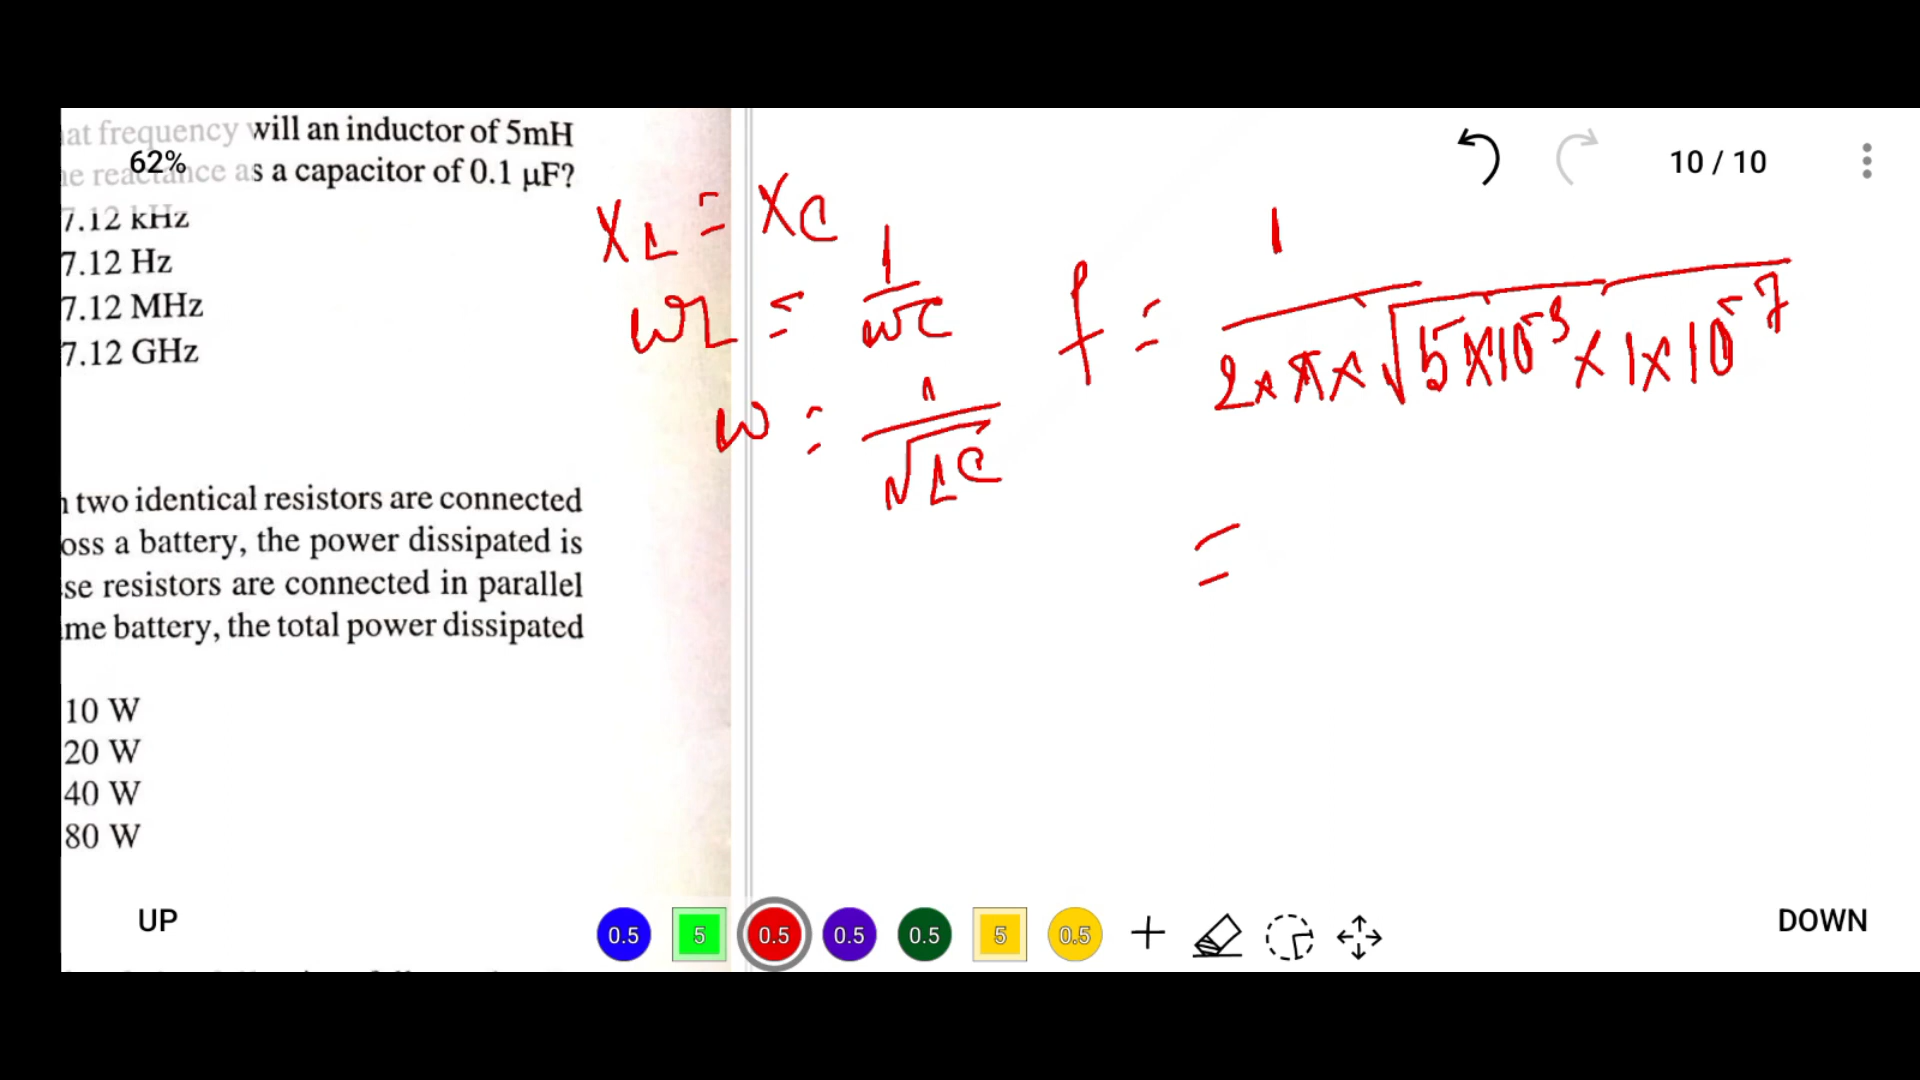 at frequency will an inductor of 5mH
62%
reactance as a capacitor of 0.1 μF?
7.12 kHz
7.12 Hz
7.12 MHz
7.12 GHz
two identical resistors are connected
oss a battery, the power dissipated is
se resistors are connected in parallel
me battery, the total power dissipated
10 W
20 W
40 W
80 W
X_L = X_C
ωL = 1/ωC
ω = 1/√LC
f = 1/2×π×√5×10⁻³×1×10⁻⁷
=
10 / 10
UP
0.5 5 0.5 0.5 0.5 5 0.5
DOWN